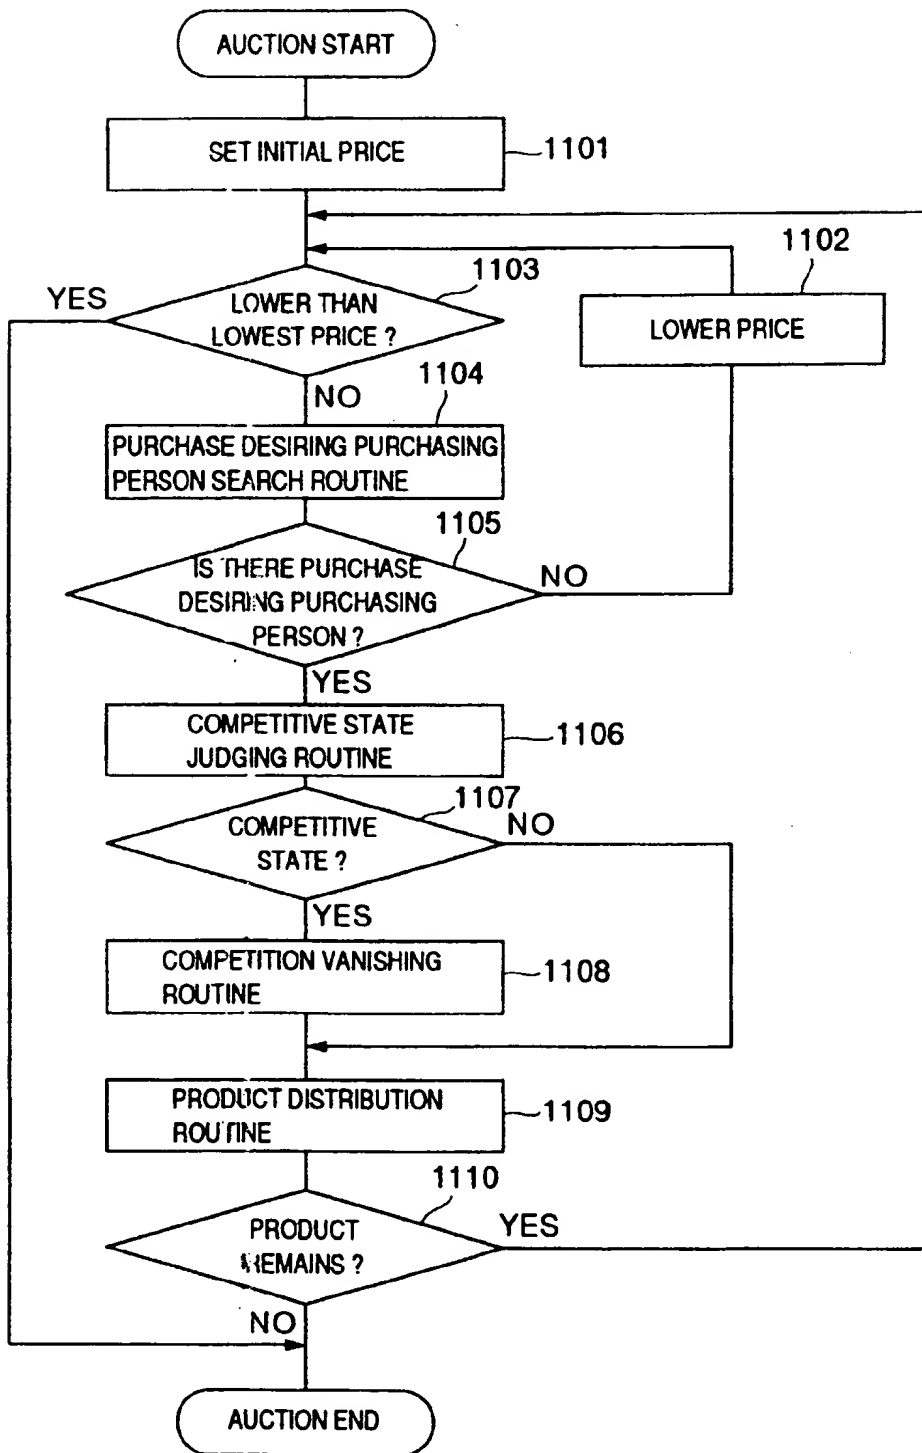 AUCTION START
SET INITIAL PRICE
1101
1102
1103
YES
LOWER THAN
LOWEST PRICE ?
LOWER PRICE
NO
1104
PURCHASE DESIRING PURCHASING
PERSON SEARCH ROUTINE
1105
IS THERE PURCHASE
DESIRING PURCHASING
PERSON ?
NO
YES
COMPETITIVE STATE
JUDGING ROUTINE
1106
1107
COMPETITIVE
STATE ?
NO
YES
COMPETITION VANISHING
ROUTINE
1108
PRODUCT DISTRIBUTION
ROUTINE
1109
1110
PRODUCT
REMAINS ?
YES
NO
AUCTION END